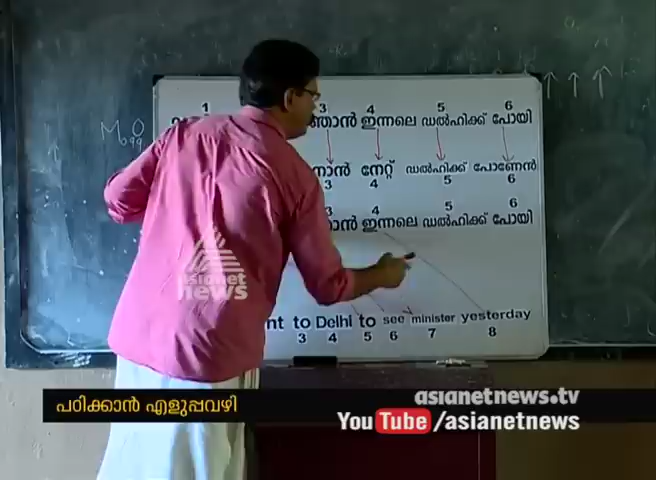 1 3 4 5 6
ഞാൻ ഇന്നലെ ഡൽഹിക്ക് പോയി
നാൻ നേറ്റ് ഡൽഹിക്ക് പോണേൻ
3 4 5 6
4 5 6
ഇന്നലെ ഡൽഹിക്ക് പോയി
to Delhi to see minister yesterday
3 4 5 6 7 8
asianet
news
പഠിക്കാൻ എളുപ്പവഴി
asianetnews.tv
YouTube/asianetnews